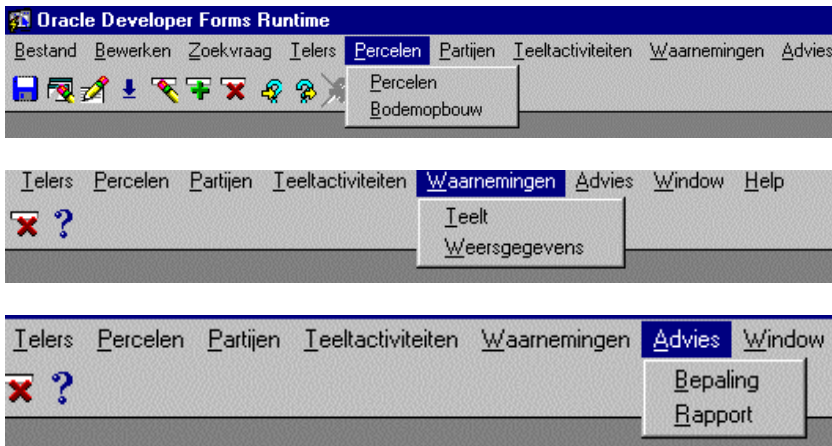 Oracle Developer Forms Runtime
Bestand Bewerken Zoekvraag Telers Percelen Partijen Teeltactiviteiten Waarnemingen Advies
Percelen
Bodemopbouw
Telers Percelen Partijen Teeltactiviteiten Waarnemingen Advies Window Help
?
Teelt
Weersgegevens
Telers Percelen Partijen Teeltactiviteiten Waarnemingen Advies Window
?
Bepaling
Rapport